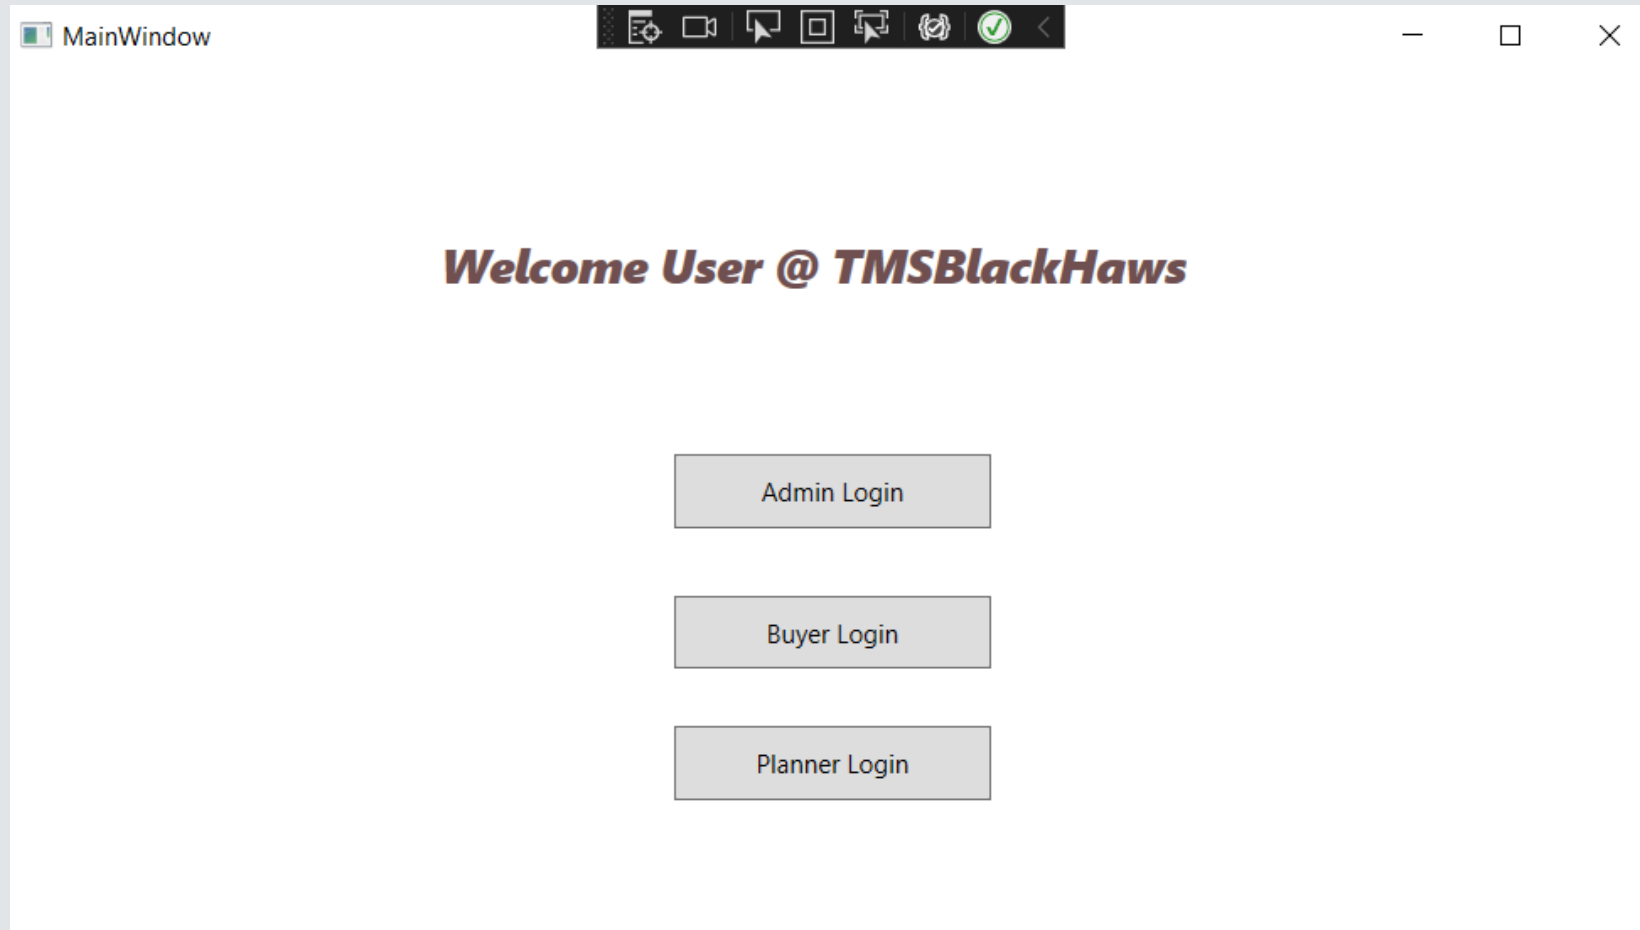 MainWindow
Welcome User @ TMSBlackHaws
Admin Login
Buyer Login
Planner Login